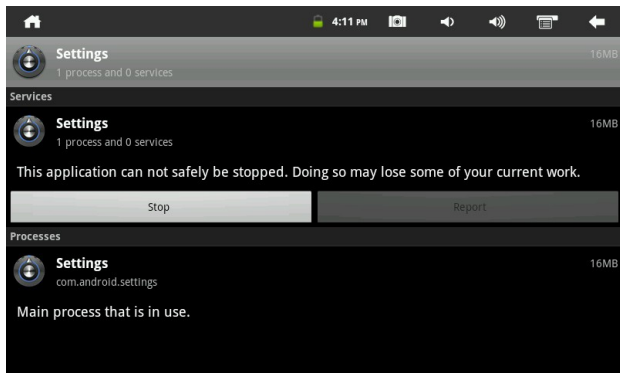 4:11 PM
Settings
16MB
1 process and 0 services
Services
Settings
16MB
1 process and 0 services
This application can not safely be stopped. Doing so may lose some of your current work.
Stop
Report
Processes
Settings
16MB
com.android.settings
Main process that is in use.